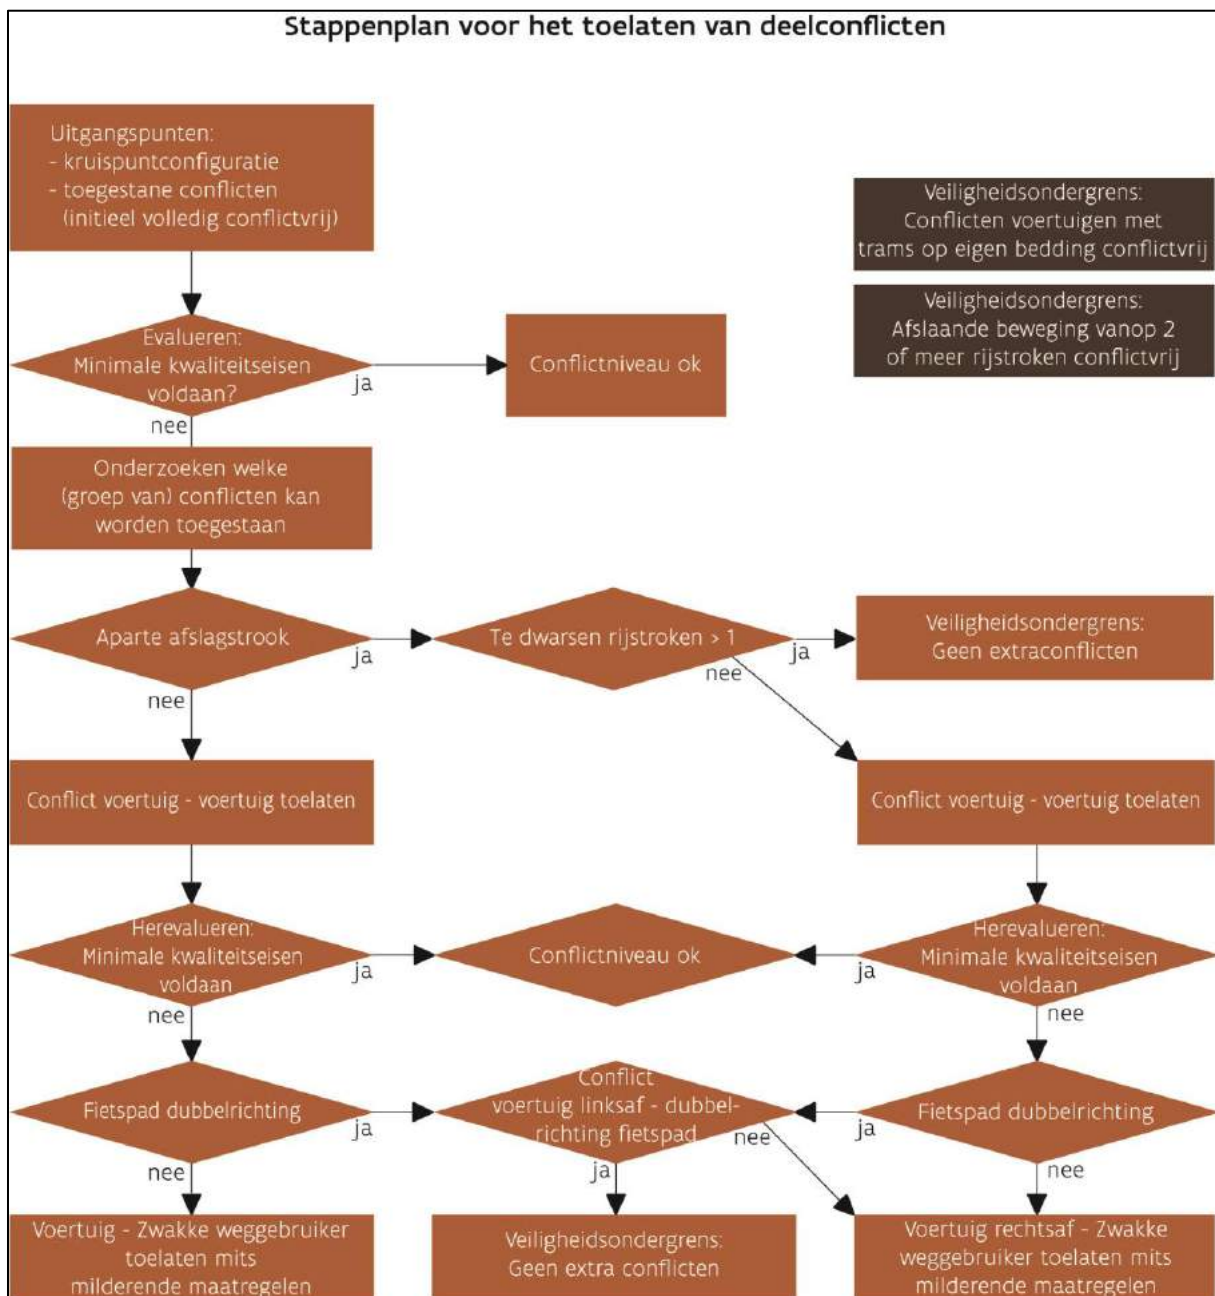 Stappenplan voor het toelaten van deelconflicten
Uitgangspunten:
- kruispuntconfiguratie
- toegestane conflicten
(initieel volledig conflictvrij)
Veiligheidsondergrens:
Conflicten voertuigen met
trams op eigen bedding conflictvrij
Veiligheidsondergrens:
Afslaande beweging vanop 2
of meer rijstroken conflictvrij
Evalueren:
Minimale kwaliteitseisen
voldaan?
ja
nee
Conflictniveau ok
Onderzoeken welke
(groep van) conflicten kan
worden toegestaan
Aparte afslagstrook
ja
nee
Te dwarsen rijstroken > 1
ja
nee
Veiligheidsondergrens:
Geen extraconflicten
Conflict voertuig - voertuig toelaten
Conflict voertuig - voertuig toelaten
Herevalueren:
Minimale kwaliteitseisen
voldaan
ja
nee
Conflictniveau ok
Herevalueren:
Minimale kwaliteitseisen
voldaan
ja
nee
Fietspad dubbelrichting
ja
nee
Conflict
voertuig linksaf - dubbel-
richting fietspad
nee
ja
Fietspad dubbelrichting
ja
nee
Voertuig - Zwakke weggebruiker
toelaten mits
milderende maatregelen
Veiligheidsondergrens:
Geen extra conflicten
Voertuig rechtsaf - Zwakke
weggebruiker toelaten mits
milderende maatregelen